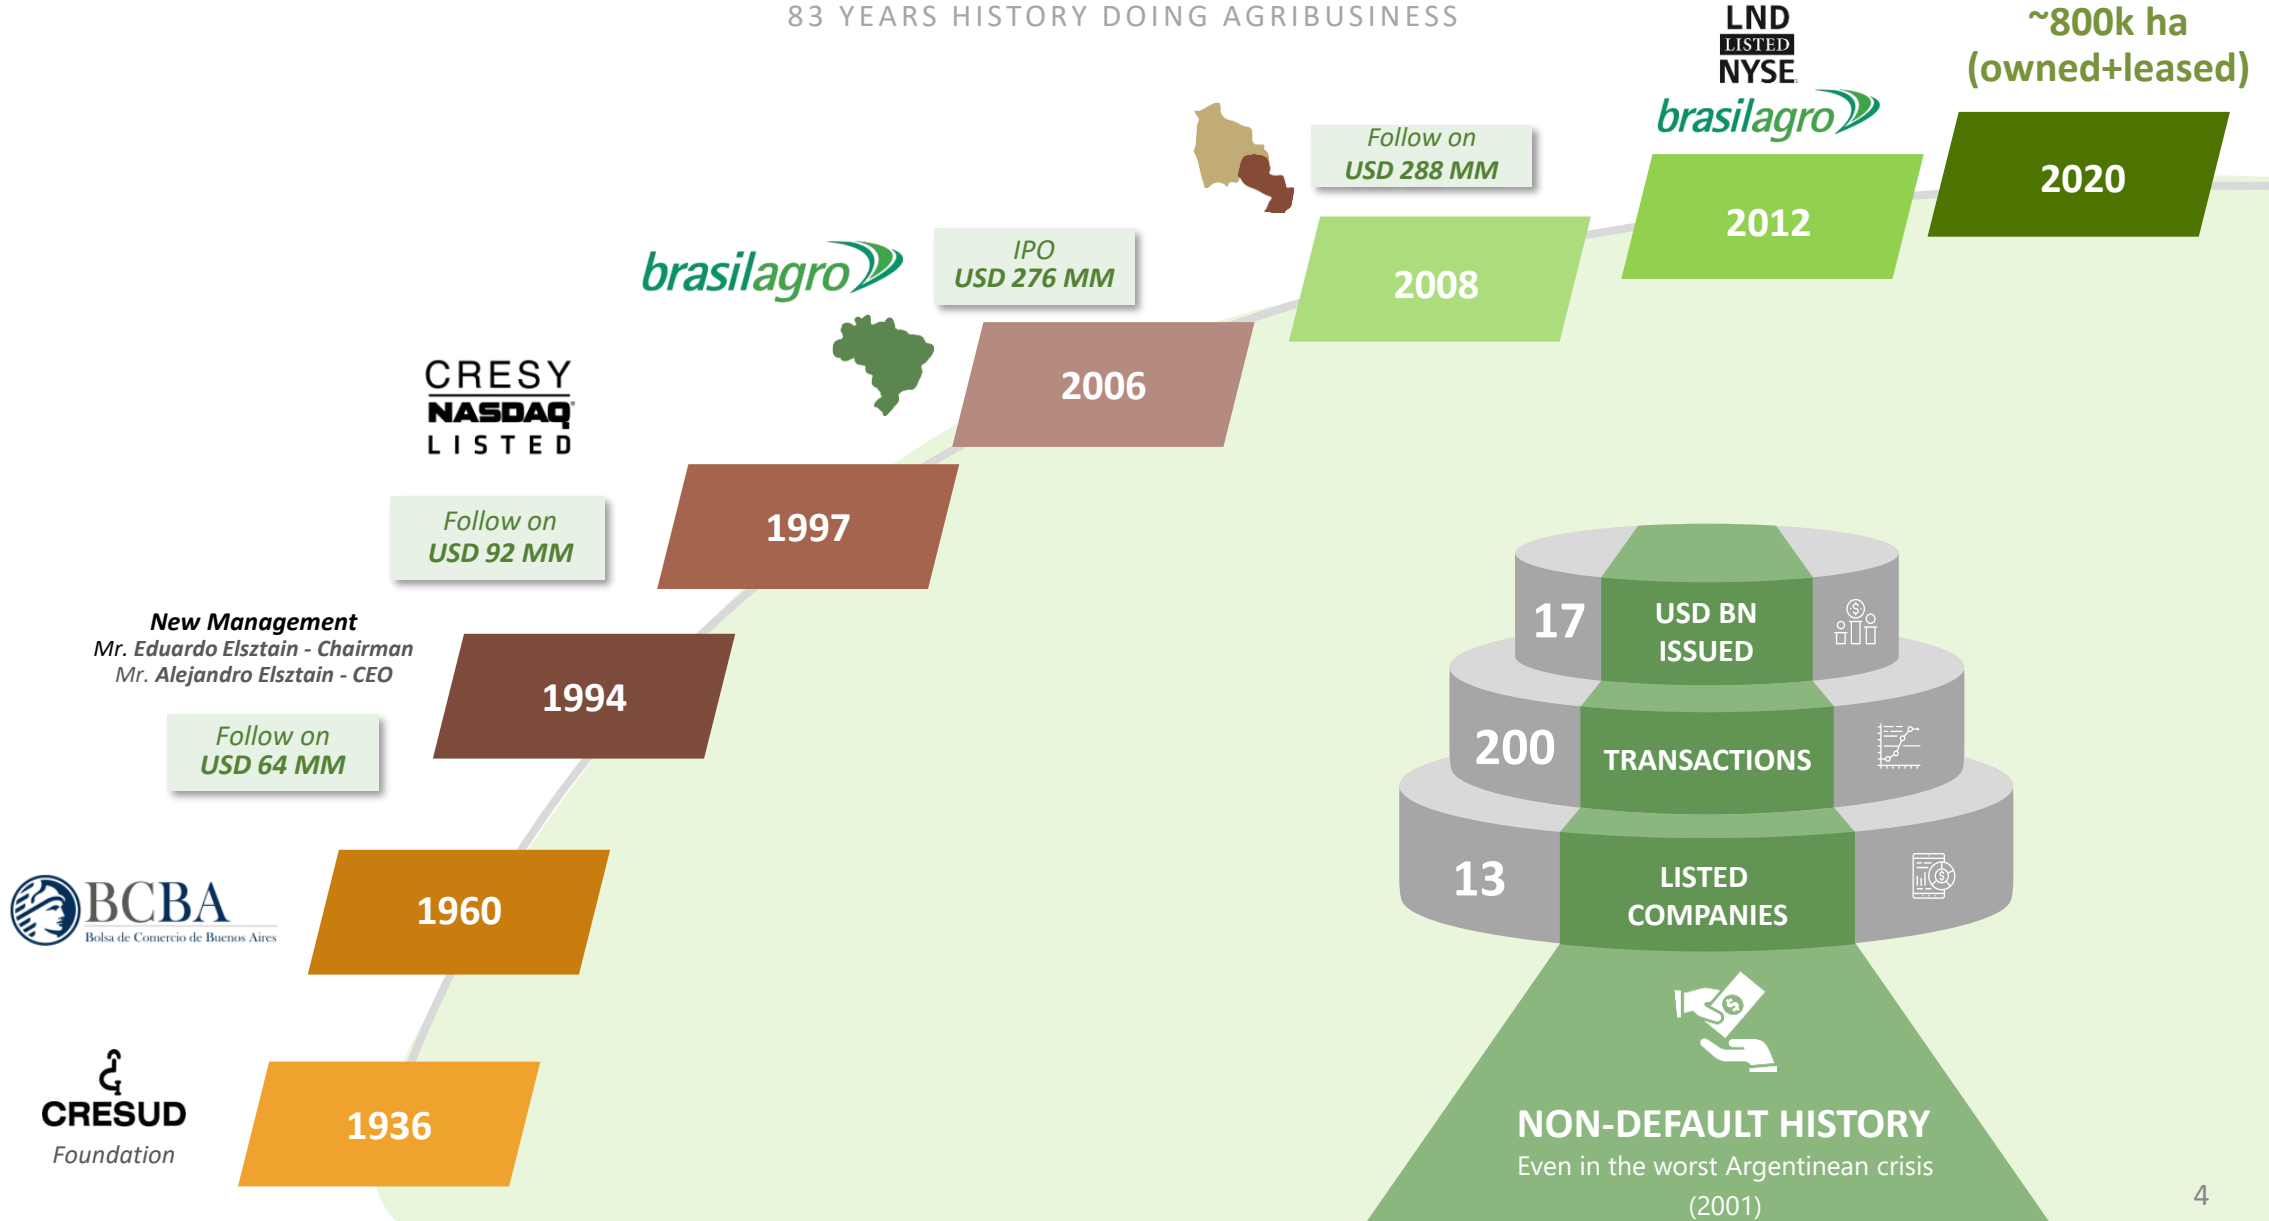 83 YEARS HISTORY DOING AGRIBUSINESS
LND
LISTED
NYSE
brasilagro
~800k ha
(owned+leased)
2020
2012
Follow on
USD 288 MM
2008
brasilagro
IPO
USD 276 MM
2006
CRESY
NASDAQ
LISTED
Follow on
USD 92 MM
1997
New Management
Mr. Eduardo Elsztain - Chairman
Mr. Alejandro Elsztain - CEO
1994
Follow on
USD 64 MM
BCBA
Bolsa de Comercio de Buenos Aires
1960
CRESUD
Foundation
1936
17
USD BN
ISSUED
200
TRANSACTIONS
13
LISTED
COMPANIES
NON-DEFAULT HISTORY
Even in the worst Argentinean crisis
(2001)
4